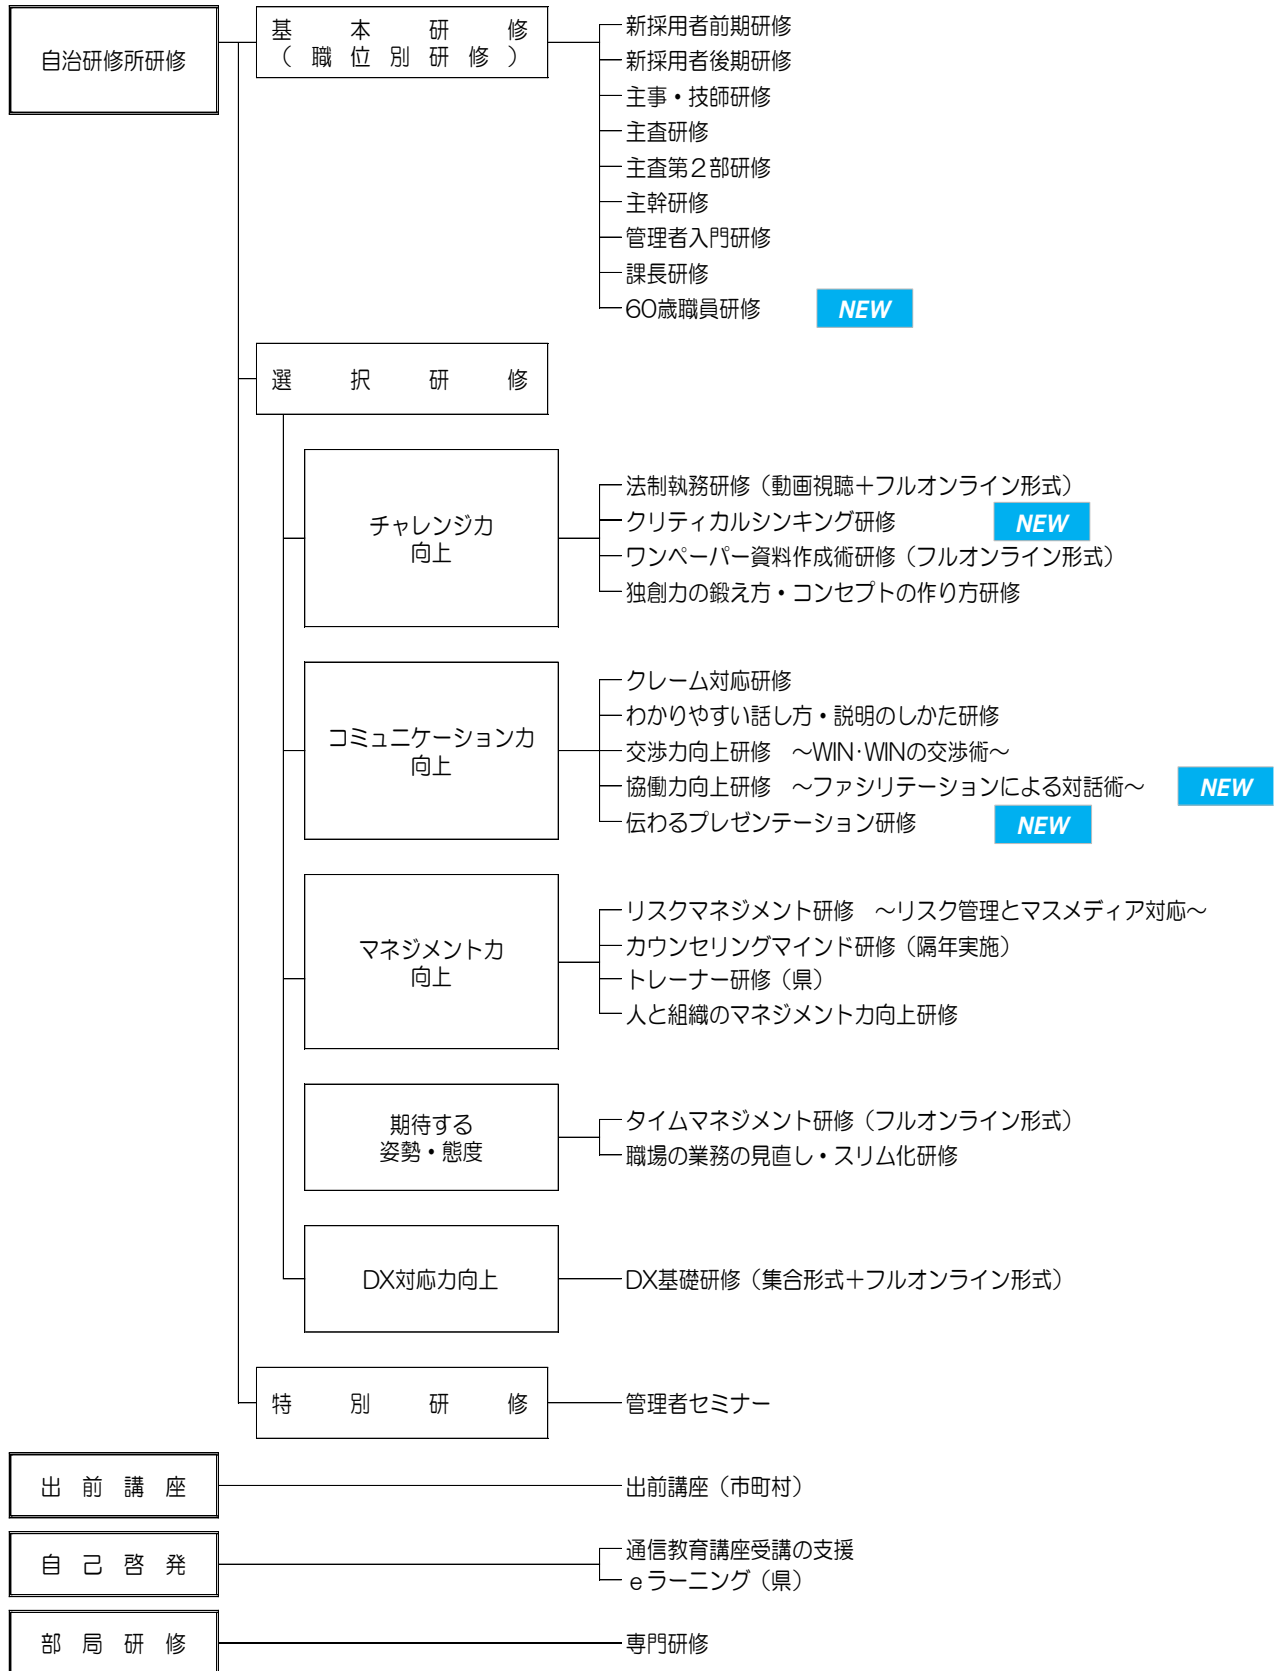 自治研修所研修
基本研修
（職位別研修）
新採用者前期研修
新採用者後期研修
主事・技師研修
主査研修
主査第２部研修
主幹研修
管理者入門研修
課長研修
60歳職員研修 NEW
選択研修
チャレンジ力
向上
法制執務研修（動画視聴＋フルオンライン形式）
クリティカルシンキング研修 NEW
ワンペーパー資料作成術研修（フルオンライン形式）
独創力の鍛え方・コンセプトの作り方研修
コミュニケーション力
向上
クレーム対応研修
わかりやすい話し方・説明のしかた研修
交渉力向上研修　～WIN･WINの交渉術～
協働力向上研修　～ファシリテーションによる対話術～ NEW
伝わるプレゼンテーション研修 NEW
マネジメント力
向上
リスクマネジメント研修　～リスク管理とマスメディア対応～
カウンセリングマインド研修（隔年実施）
トレーナー研修（県）
人と組織のマネジメント力向上研修
期待する
姿勢・態度
タイムマネジメント研修（フルオンライン形式）
職場の業務の見直し・スリム化研修
DX対応力向上
DX基礎研修（集合形式＋フルオンライン形式）
特別研修
管理者セミナー
出前講座
出前講座（市町村）
自己啓発
通信教育講座受講の支援
ｅラーニング（県）
部局研修
専門研修